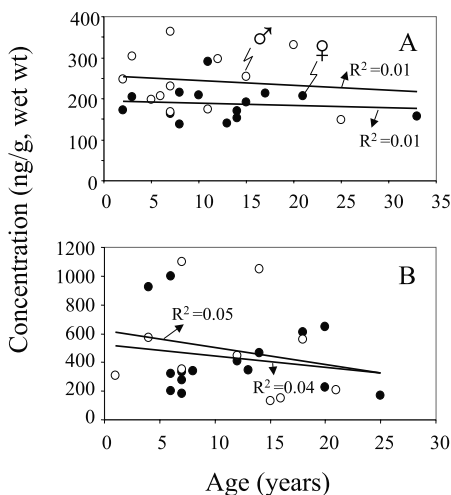 Concentration (ng/g, wet wt)
400
300
200
100
0
A
♂
♀
R²=0.01
R²=0.01
0 5 10 15 20 25 30 35
1200
1000
800
600
400
200
0
B
R²=0.05
R²=0.04
0 5 10 15 20 25 30
Age (years)